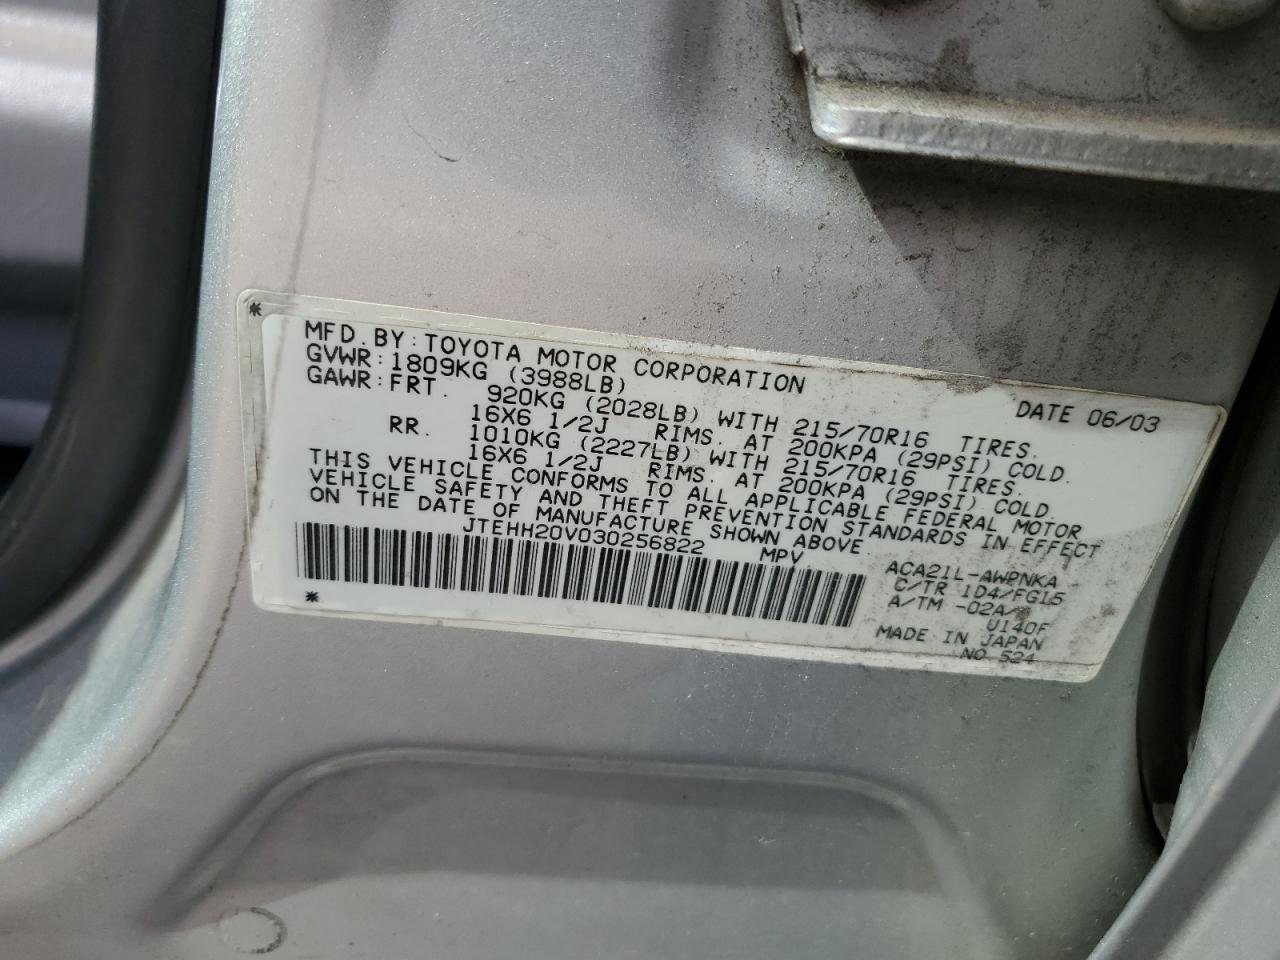 MFD. BY: TOYOTA MOTOR CORPORATION DATE 06/03
GVWR: 1809KG (3988LB)
GAWR: FRT. 920KG (2028LB) WITH 215/70R16 TIRES.
16X6 1/2J RIMS. AT 200KPA (29PSI) COLD.
RR. 1010KG (2227LB) WITH 215/70R16 TIRES.
16X6 1/2J RIMS. AT 200KPA (29PSI) COLD.
THIS VEHICLE CONFORMS TO ALL APPLICABLE FEDERAL MOTOR
VEHICLE SAFETY AND THEFT PREVENTION STANDARDS IN EFFECT
ON THE DATE OF MANUFACTURE SHOWN ABOVE.
JTEHH20V030256822 MPV.
ACA21L-AWPNKA
C/TR 1D4/FG15
A/TM -02A/
U140F
MADE IN JAPAN
NO 524